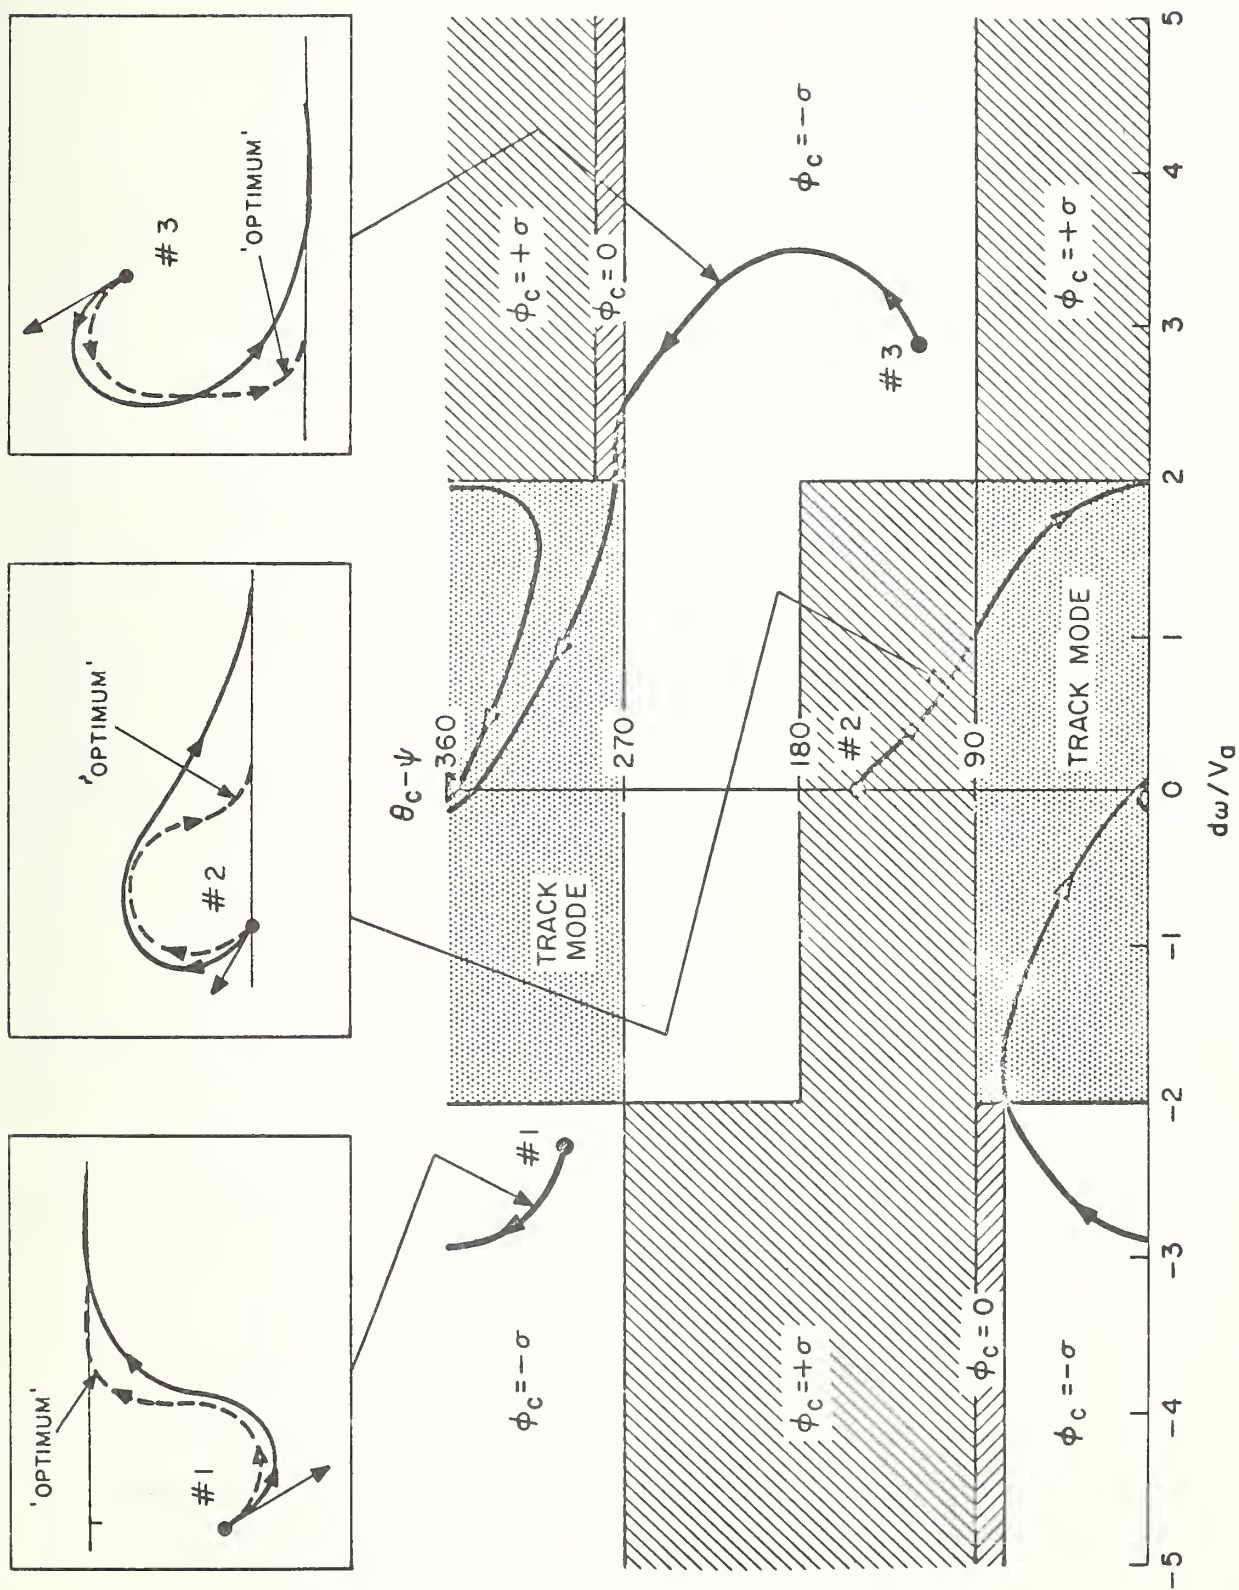 'OPTIMUM'
#1
'OPTIMUM'
#2
'OPTIMUM'
#3
θc-ψ
360
270
180
90
TRACK
MODE
#1
ϕc=-σ
ϕc=+σ
ϕc=0
ϕc=-σ
#2
TRACK MODE
ϕc=+σ
ϕc=0
ϕc=-σ
#3
ϕc=+σ
-5
-4
-3
-2
-1
0
1
2
3
4
5
dω/Va